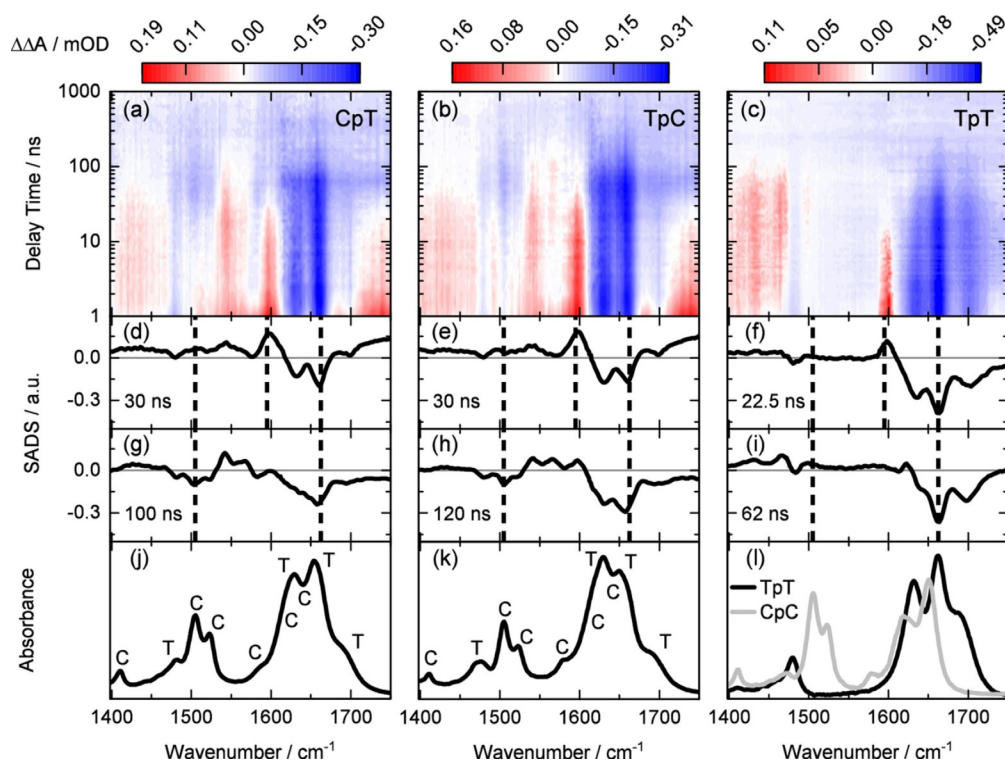 ΔΔA / mOD
0.19 0.11 0.00 -0.15 -0.30
0.16 0.08 0.00 -0.15 -0.31
0.11 0.05 0.00 -0.18 -0.49
Delay Time / ns
1000
100
10
1
(a) CpT
(b) TpC
(c) TpT
SADS / a.u.
0.0
-0.3
(d)
30 ns
(e)
30 ns
(f)
22.5 ns
0.0
-0.3
(g)
100 ns
(h)
120 ns
(i)
62 ns
Absorbance
(j)
C T C C C C C T T T
(k)
C T C C C C C T T T
(l)
TpT
CpC
1400 1500 1600 1700
1400 1500 1600 1700
1400 1500 1600 1700
Wavenumber / cm⁻¹
Wavenumber / cm⁻¹
Wavenumber / cm⁻¹